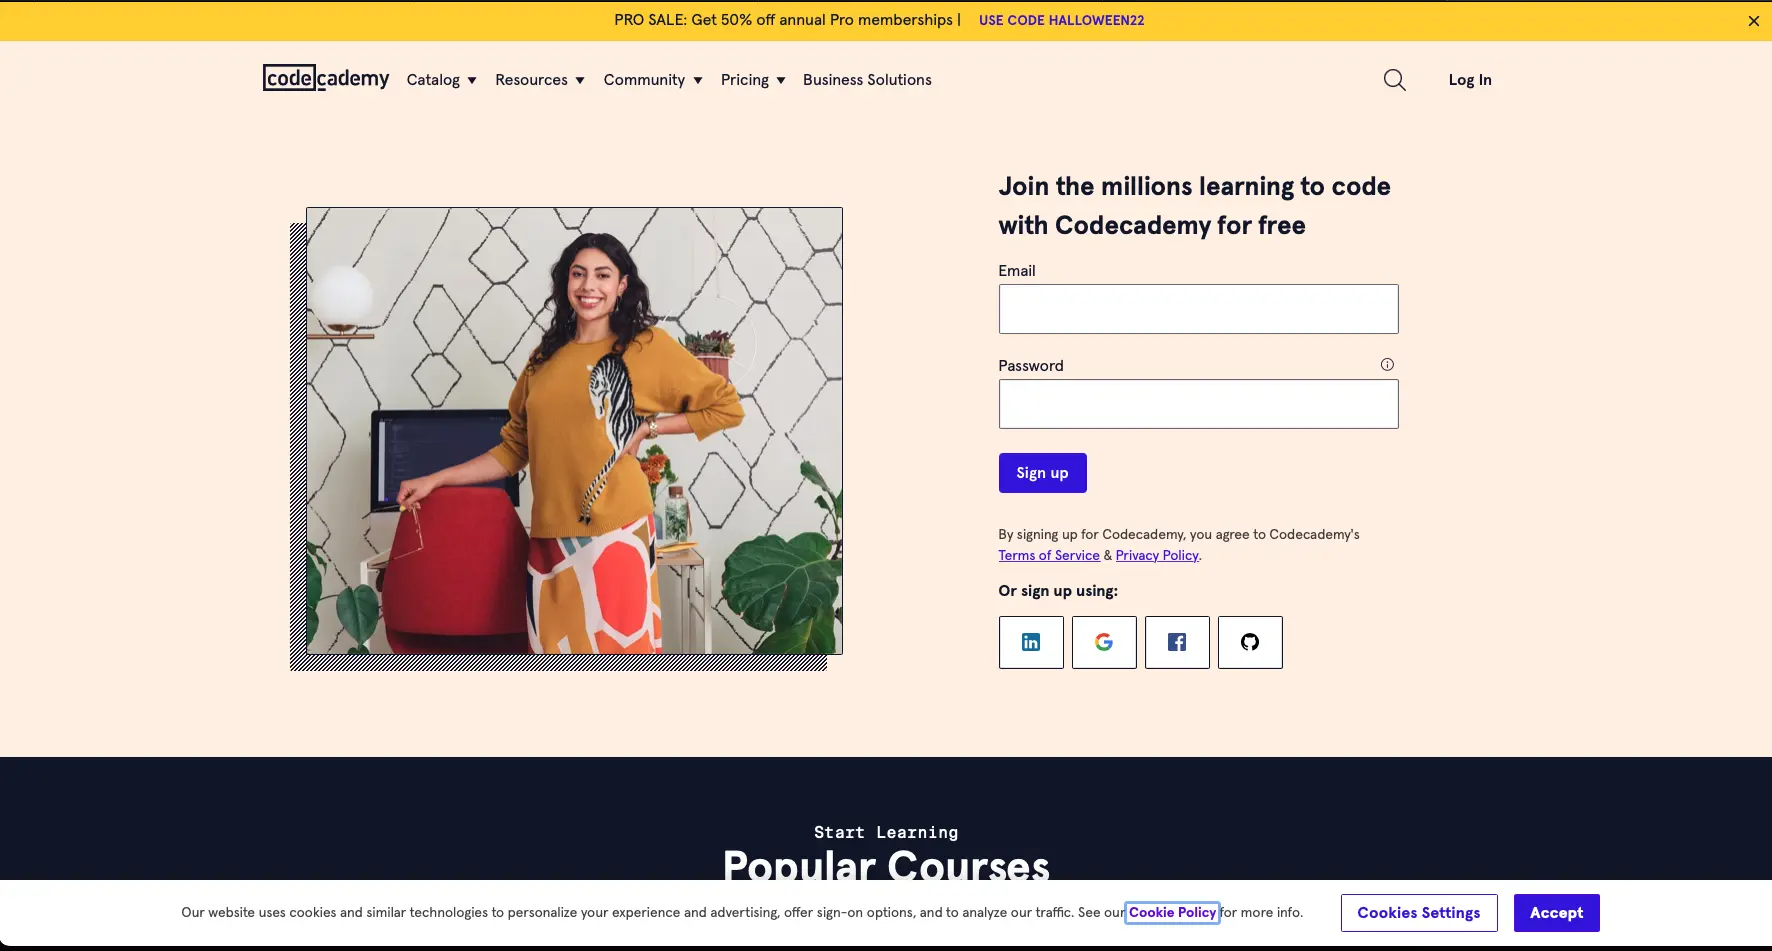 PRO SALE: Get 50% off annual Pro memberships | USE CODE HALLOWEEN22
codecademy Catalog Resources Community Pricing Business Solutions Log In
Join the millions learning to code
with Codecademy for free
Email
Password
Sign up
By signing up for Codecademy, you agree to Codecademy's
Terms of Service & Privacy Policy.
Or sign up using:
Start Learning
Popular Courses
Our website uses cookies and similar technologies to personalize your experience and advertising, offer sign-on options, and to analyze our traffic. See our Cookie Policy for more info. Cookies Settings Accept